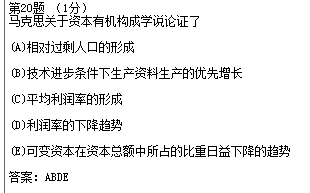 第20题 （1分）
马克思关于资本有机构成学说论证了
(A)相对过剩人口的形成
(B)技术进步条件下生产资料生产的优先增长
(C)平均利润率的形成
(D)利润率的下降趋势
(E)可变资本在资本总额中所占的比重日益下降的趋势
答案：ABDE